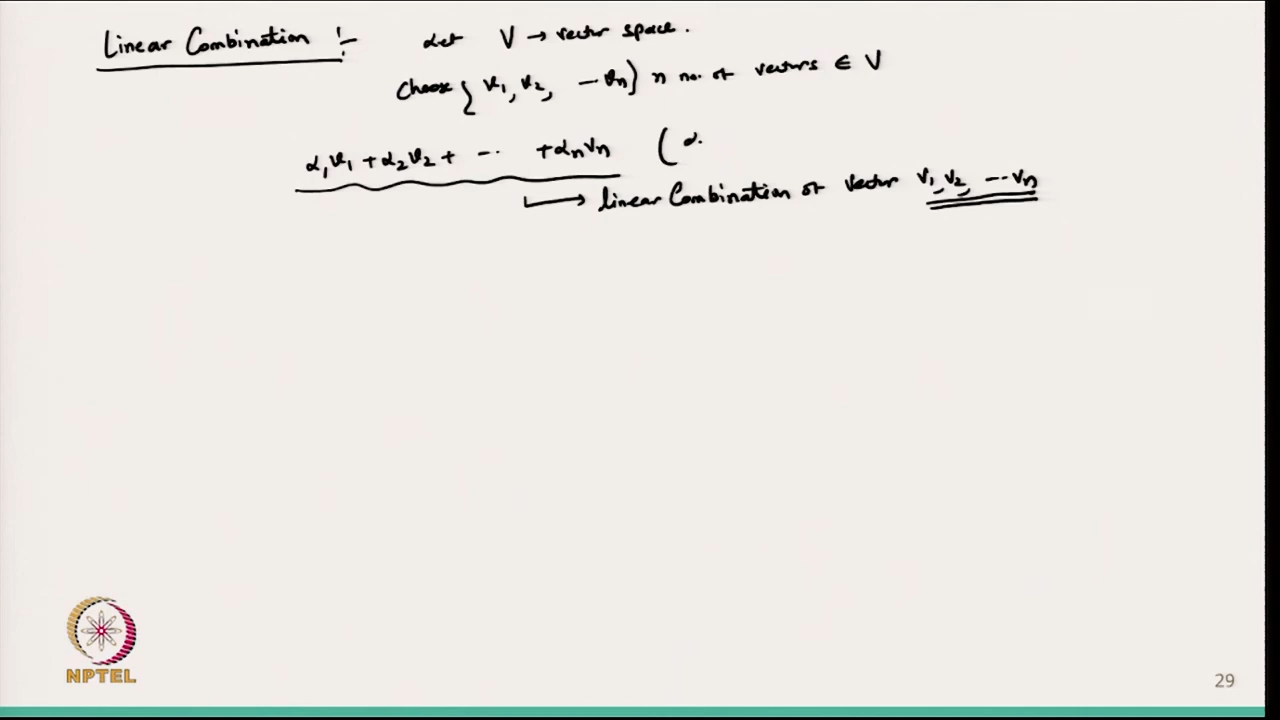 Linear Combination :- Let V → vector space.
Choose {v₁, v₂, --- vₙ} n no. of vectors ∈ V
α₁v₁ + α₂v₂ + --- + αₙvₙ (α.
↳ linear Combination of vector v₁, v₂, --- vₙ
NPTEL
29